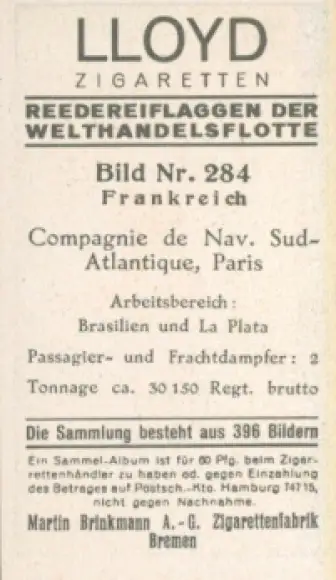 LLOYD
ZIGARETTEN
REEDEREIFLAGGEN DER
WELTHANDELSFLOTTE
Bild Nr. 284
Frankreich
Compagnie de Nav. Sud-
Atlantique, Paris
Arbeitsbereich:
Brasilien und La Plata
Passagier- und Frachtdampfer: 2
Tonnage ca. 30150 Regt. brutto
Die Sammlung besteht aus 396 Bildern
Ein Sammel-Album ist für 60 Pfg. beim Zigar-
rettenhändler zu haben od. gegen Einzahlung
des Betrages auf Postsch.-Kto. Hamburg 74715,
nicht gegen Nachnahme.
Martin Brinkmann A.-G. Zigarettenfabrik
Bremen